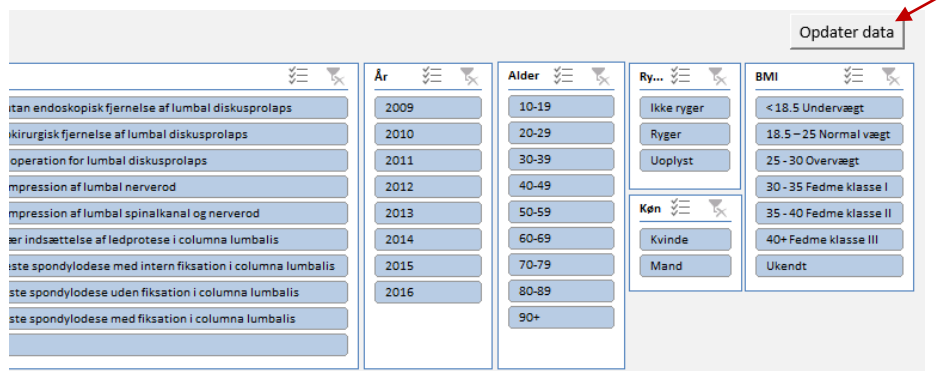 Opdater data
utan endoskopisk fjernelse af lumbal diskusprolaps
okirurgisk fjernelse af lumbal diskusprolaps
operation for lumbal diskusprolaps
mpression af lumbal nerverod
mpression af lumbal spinalkanal og nerverod
ær indsættelse af ledprotese i columna lumbalis
este spondylodese med intern fiksation i columna lumbalis
ste spondylodese uden fiksation i columna lumbalis
ste spondylodese med fiksation i columna lumbalis
År
2009
2010
2011
2012
2013
2014
2015
2016
Alder
10-19
20-29
30-39
40-49
50-59
60-69
70-79
80-89
90+
Ry...
Ikke ryger
Ryger
Uoplyst
Køn
Kvinde
Mand
BMI
< 18.5 Undervægt
18.5 – 25 Normal vægt
25 - 30 Overvægt
30 - 35 Fedme klasse I
35 - 40 Fedme klasse II
40+ Fedme klasse III
Ukendt